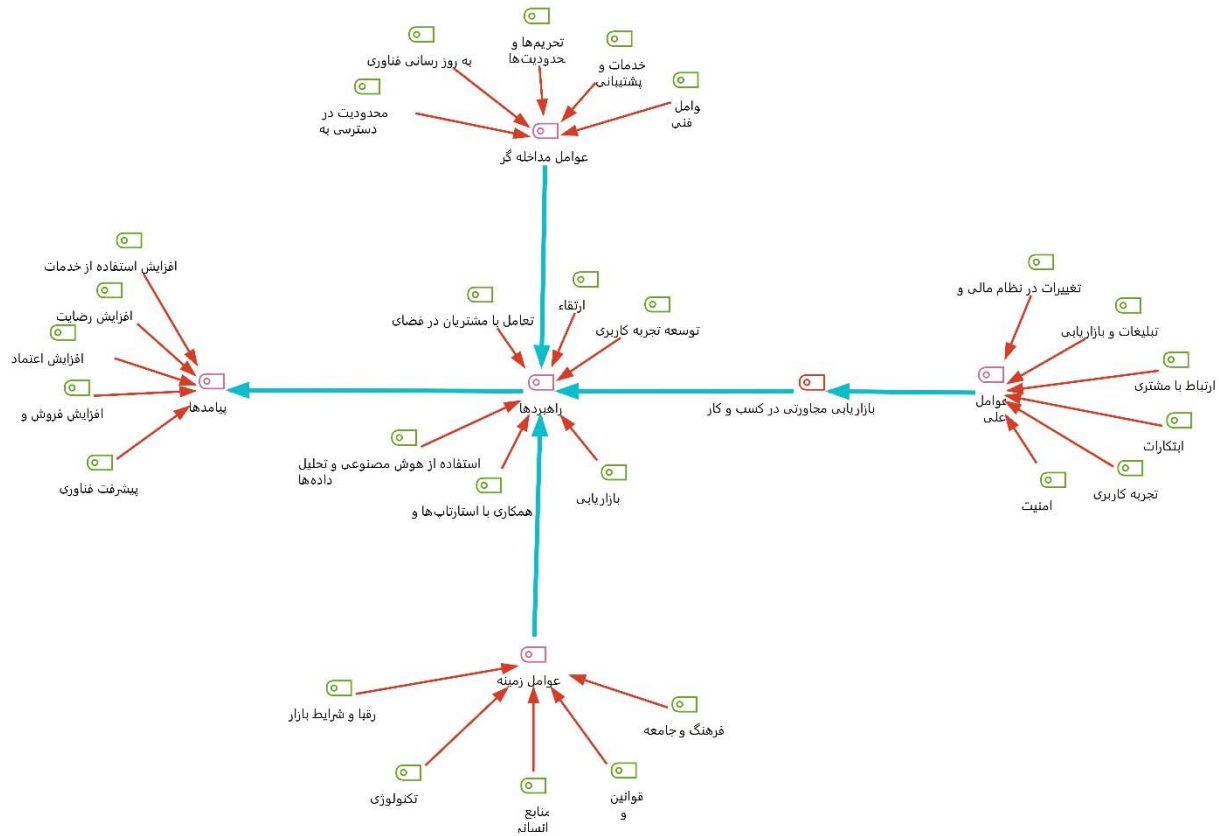 تحریم‌ها و
محدودیت‌ها
به روز رسانی فناوری
خدمات و
پشتیبانی
محدودیت در
دسترسی به
وامل
فنی
عوامل مداخله گر
افزایش استفاده از خدمات
افزایش رضایت
افزایش اعتماد
افزایش فروش و
پیشرفت فناوری
پیامدها
تعامل با مشتریان در فضای
ارتقاء
توسعه تجربه کاربری
راهبردها
استفاده از هوش مصنوعی و تحلیل
داده‌ها
همکاری با استارتاپ‌ها و
بازاریابی
بازاریابی مجاورتی در کسب و کار
تغییرات در نظام مالی و
تبلیغات و بازاریابی
ارتباط با مشتری
عوامل
علی
ابتکارات
تجربه کاربری
امنیت
عوامل زمینه
رقبا و شرایط بازار
فرهنگ و جامعه
تکنولوژی
منابع
انسانی
قوانین
و